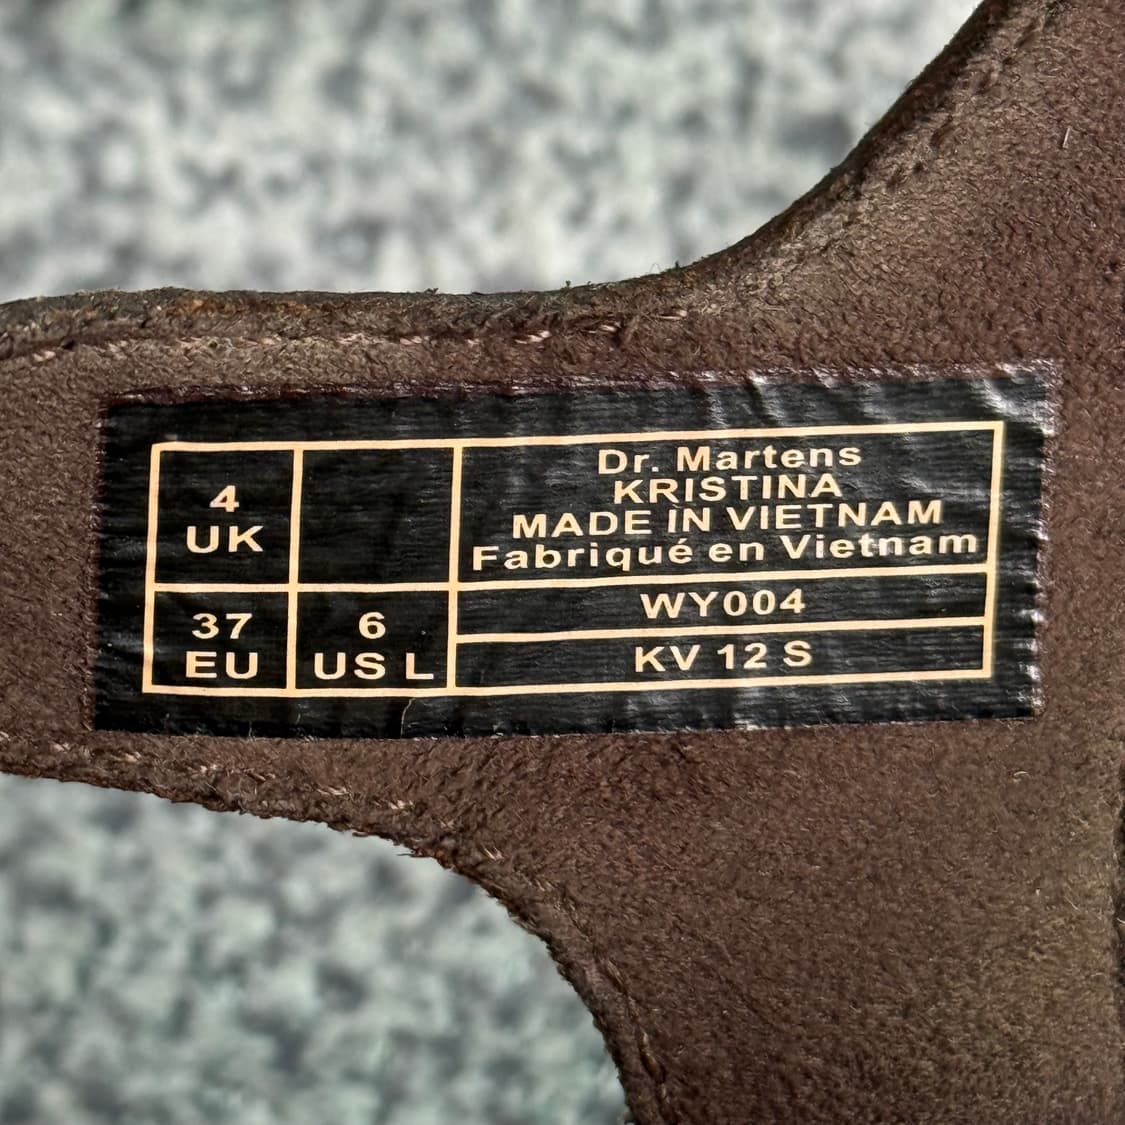 4
UK
37
EU
6
US L
Dr. Martens
KRISTINA
MADE IN VIETNAM
Fabriqué en Vietnam
WY004
KV 12 S